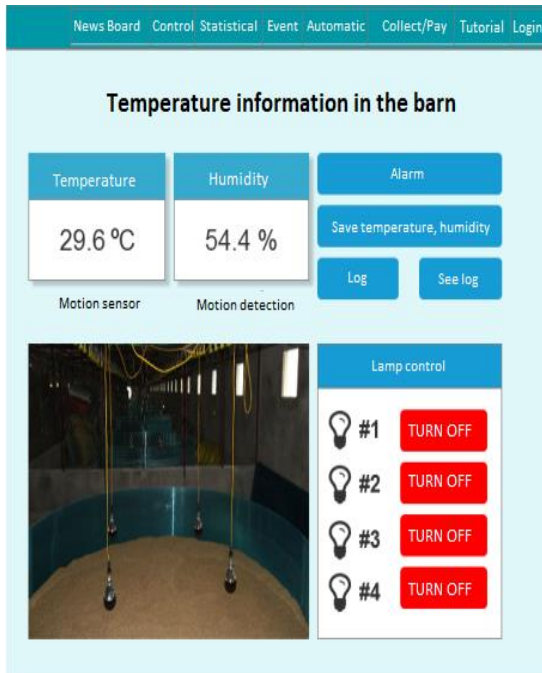 News Board Control Statistical Event Automatic Collect/Pay Tutorial Login
Temperature information in the barn
Temperature
29.6 ºC
Humidity
54.4 %
Alarm
Save temperature, humidity
Log
See log
Motion sensor
Motion detection
Lamp control
#1 TURN OFF
#2 TURN OFF
#3 TURN OFF
#4 TURN OFF